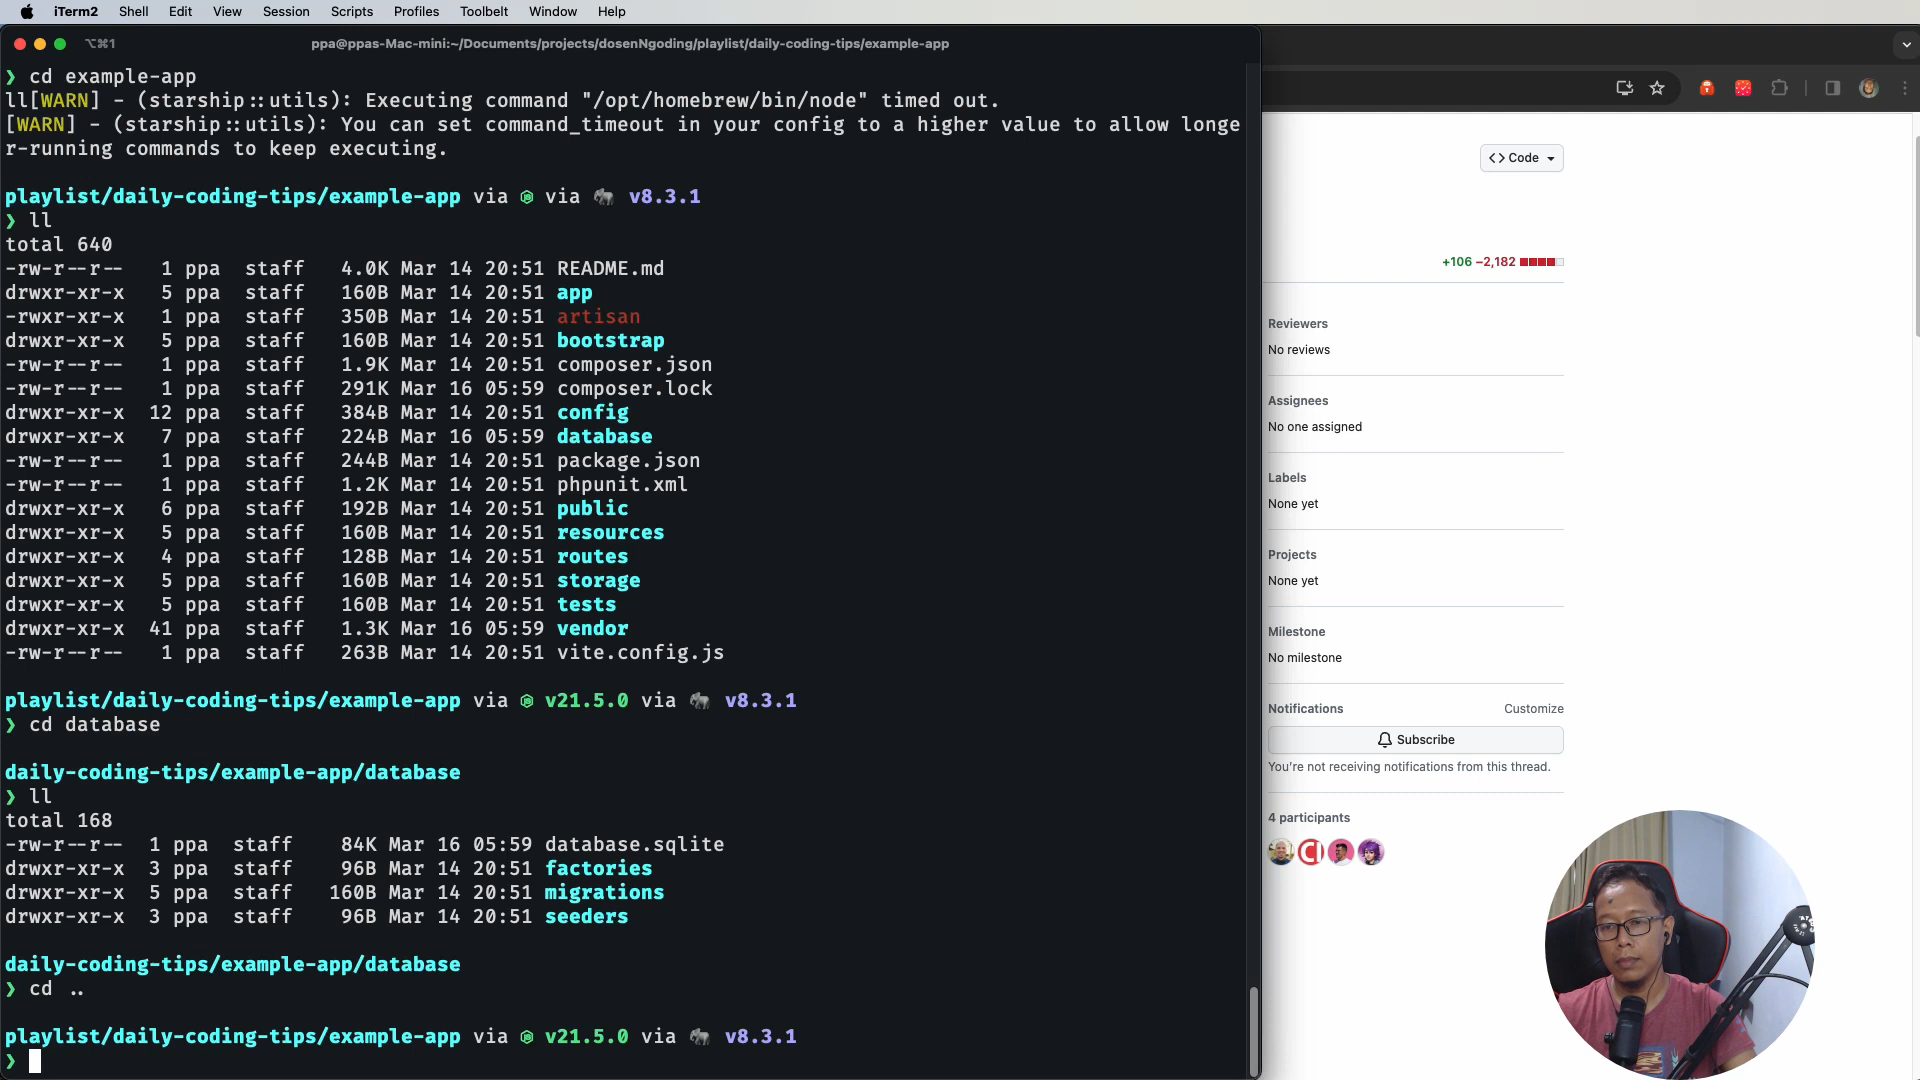 iTerm2 Shell Edit View Session Scripts Profiles Toolbelt Window Help
⌥⌘1 ppa@ppas-Mac-mini:~/Documents/projects/dosenNgoding/playlist/daily-coding-tips/example-app
❯ cd example-app
ll[WARN] - (starship::utils): Executing command "/opt/homebrew/bin/node" timed out.
[WARN] - (starship::utils): You can set command_timeout in your config to a higher value to allow longe
r-running commands to keep executing.
playlist/daily-coding-tips/example-app via via v8.3.1
❯ ll
total 640
-rw-r--r-- 1 ppa staff 4.0K Mar 14 20:51 README.md
drwxr-xr-x 5 ppa staff 160B Mar 14 20:51 app
-rwxr-xr-x 1 ppa staff 350B Mar 14 20:51 artisan
drwxr-xr-x 5 ppa staff 160B Mar 14 20:51 bootstrap
-rw-r--r-- 1 ppa staff 1.9K Mar 14 20:51 composer.json
-rw-r--r-- 1 ppa staff 291K Mar 16 05:59 composer.lock
drwxr-xr-x 12 ppa staff 384B Mar 14 20:51 config
drwxr-xr-x 7 ppa staff 224B Mar 16 05:59 database
-rw-r--r-- 1 ppa staff 244B Mar 14 20:51 package.json
-rw-r--r-- 1 ppa staff 1.2K Mar 14 20:51 phpunit.xml
drwxr-xr-x 6 ppa staff 192B Mar 14 20:51 public
drwxr-xr-x 5 ppa staff 160B Mar 14 20:51 resources
drwxr-xr-x 4 ppa staff 128B Mar 14 20:51 routes
drwxr-xr-x 5 ppa staff 160B Mar 14 20:51 storage
drwxr-xr-x 5 ppa staff 160B Mar 14 20:51 tests
drwxr-xr-x 41 ppa staff 1.3K Mar 16 05:59 vendor
-rw-r--r-- 1 ppa staff 263B Mar 14 20:51 vite.config.js
playlist/daily-coding-tips/example-app via v21.5.0 via v8.3.1
❯ cd database
daily-coding-tips/example-app/database
❯ ll
total 168
-rw-r--r-- 1 ppa staff 84K Mar 16 05:59 database.sqlite
drwxr-xr-x 3 ppa staff 96B Mar 14 20:51 factories
drwxr-xr-x 5 ppa staff 160B Mar 14 20:51 migrations
drwxr-xr-x 3 ppa staff 96B Mar 14 20:51 seeders
daily-coding-tips/example-app/database
❯ cd ..
playlist/daily-coding-tips/example-app via v21.5.0 via v8.3.1
❯
<> Code
+106 −2,182
Reviewers
No reviews
Assignees
No one assigned
Labels
None yet
Projects
None yet
Milestone
No milestone
Notifications Customize
Subscribe
You're not receiving notifications from this thread.
4 participants